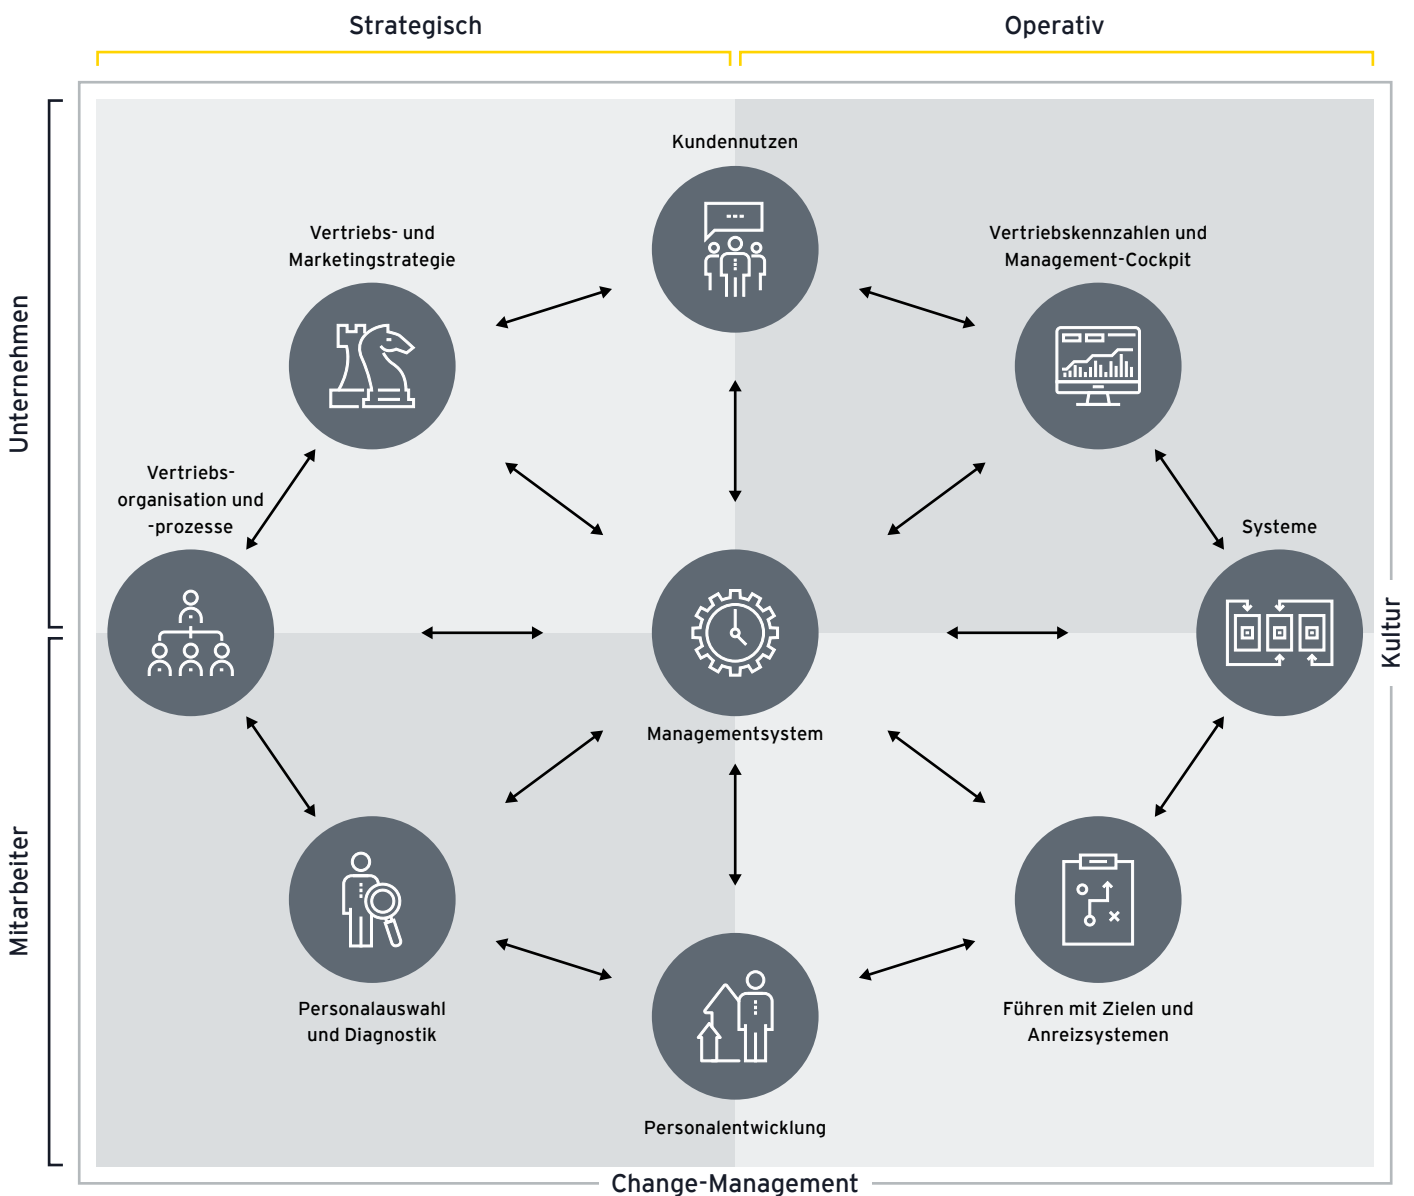 Strategisch
Operativ
Unternehmen
Mitarbeiter
Kundennutzen
Vertriebs- und
Marketingstrategie
Vertriebskennzahlen und
Management-Cockpit
Vertriebs-
organisation und
-prozesse
Systeme
Kultur
Managementsystem
Personalauswahl
und Diagnostik
Führen mit Zielen und
Anreizsystemen
Personalentwicklung
Change-Management